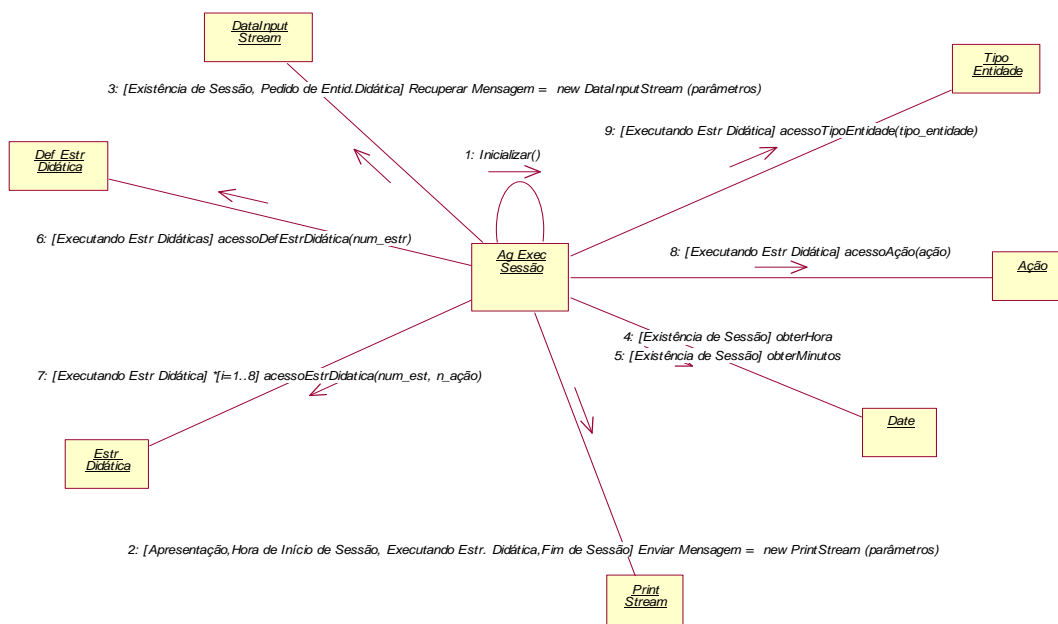 DataInput
Stream
Tipo
Entidade
3: [Existência de Sessão, Pedido de Entid.Didática] Recuperar Mensagem = new DataInputStream (parâmetros)
9: [Executando Estr Didática] acessoTipoEntidade(tipo_entidade)
1: Inicializar()
Def Estr
Didática
6: [Executando Estr Didáticas] acessoDefEstrDidática(num_estr)
Ag Exec
Sessão
8: [Executando Estr Didática] acessoAção(ação)
Ação
4: [Existência de Sessão] obterHora
5: [Existência de Sessão] obterMinutos
7: [Executando Estr Didática] *[i=1..8] acessoEstrDidatica(num_est, n_ação)
Date
Estr
Didática
2: [Apresentação,Hora de Início de Sessão, Executando Estr. Didática,Fim de Sessão] Enviar Mensagem = new PrintStream (parâmetros)
Print
Stream